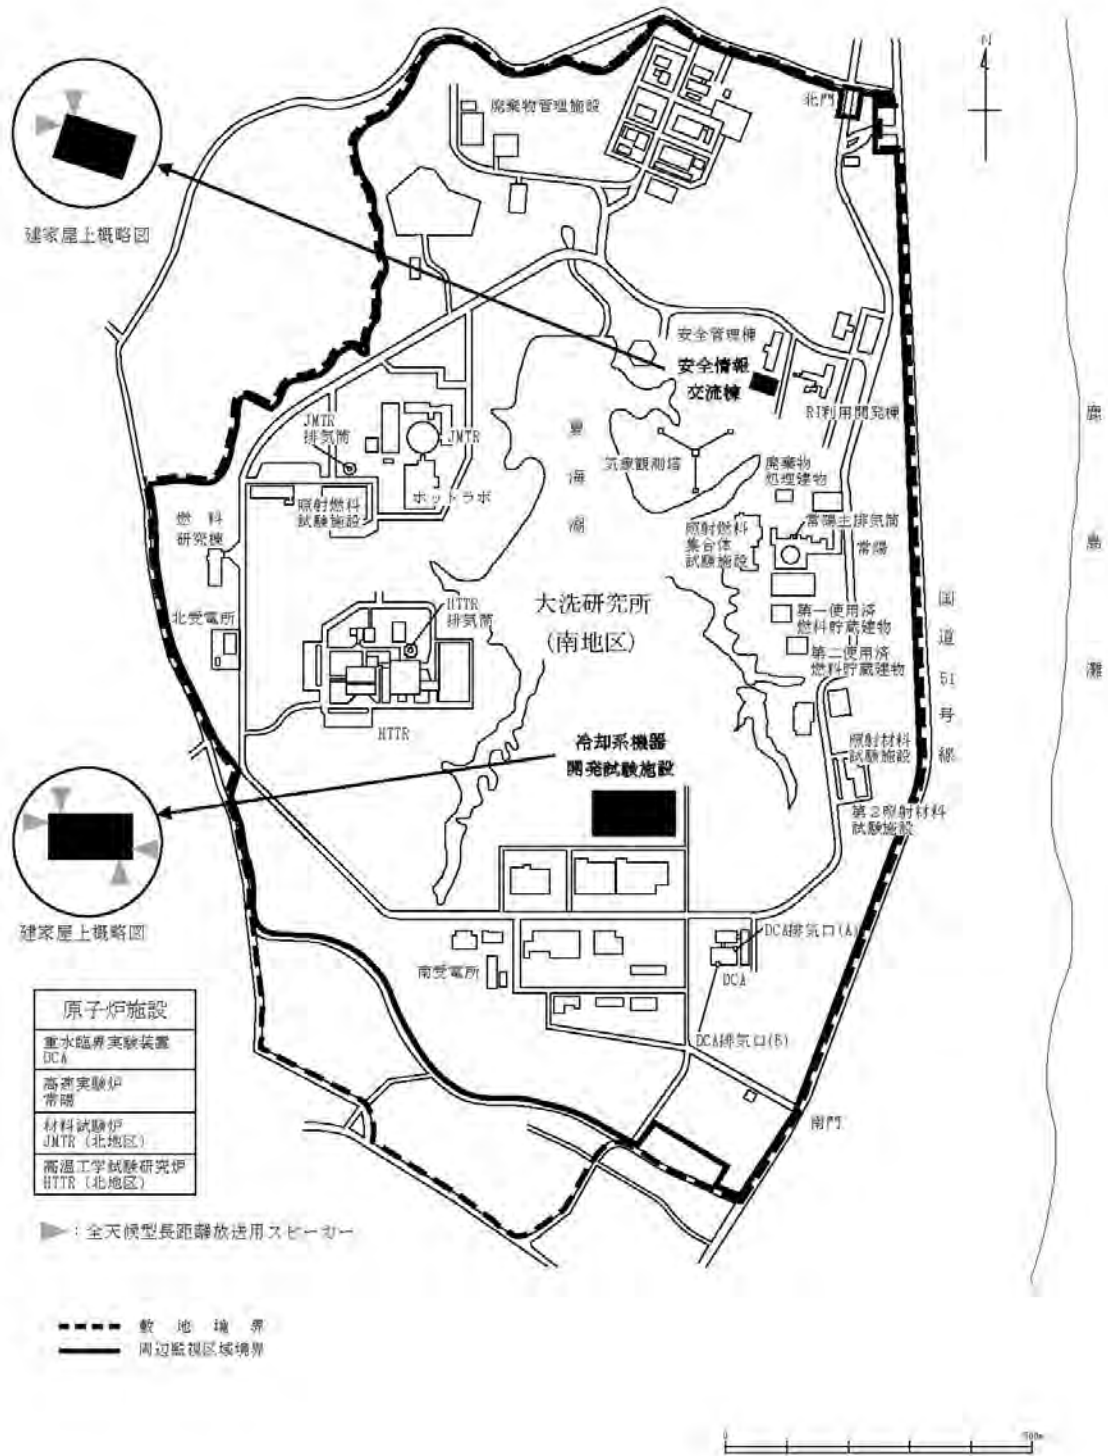 N
北門
廃棄物管理施設
建家屋上概略図
安全管理棟
安全情報
交流棟
RI利用開発棟
JMTR
排気筒
JMTR
夏海湖
気象観測塔
廃棄物
処理建物
ホットラボ
照射燃料
試験施設
燃料
研究棟
照射燃料
集合体
試験施設
常陽主排気筒
常陽
鹿島灘
北受電所
HTTR
排気筒
大洗研究所
(南地区)
第一使用済
燃料貯蔵建物
第二使用済
燃料貯蔵建物
国道51号線
HTTR
冷却系機器
開発試験施設
照射材料
試験施設
第2照射材料
試験施設
建家屋上概略図
南受電所
DCA排気口(A)
DCA
DCA排気口(B)
南門
原子炉施設
重水臨界実験装置
DCA
高速実験炉
常陽
材料試験炉
JMTR (北地区)
高温工学試験研究炉
HTTR (北地区)
:全天候型長距離放送用スピーカー
敷地境界
周辺監視区域境界
0
500m